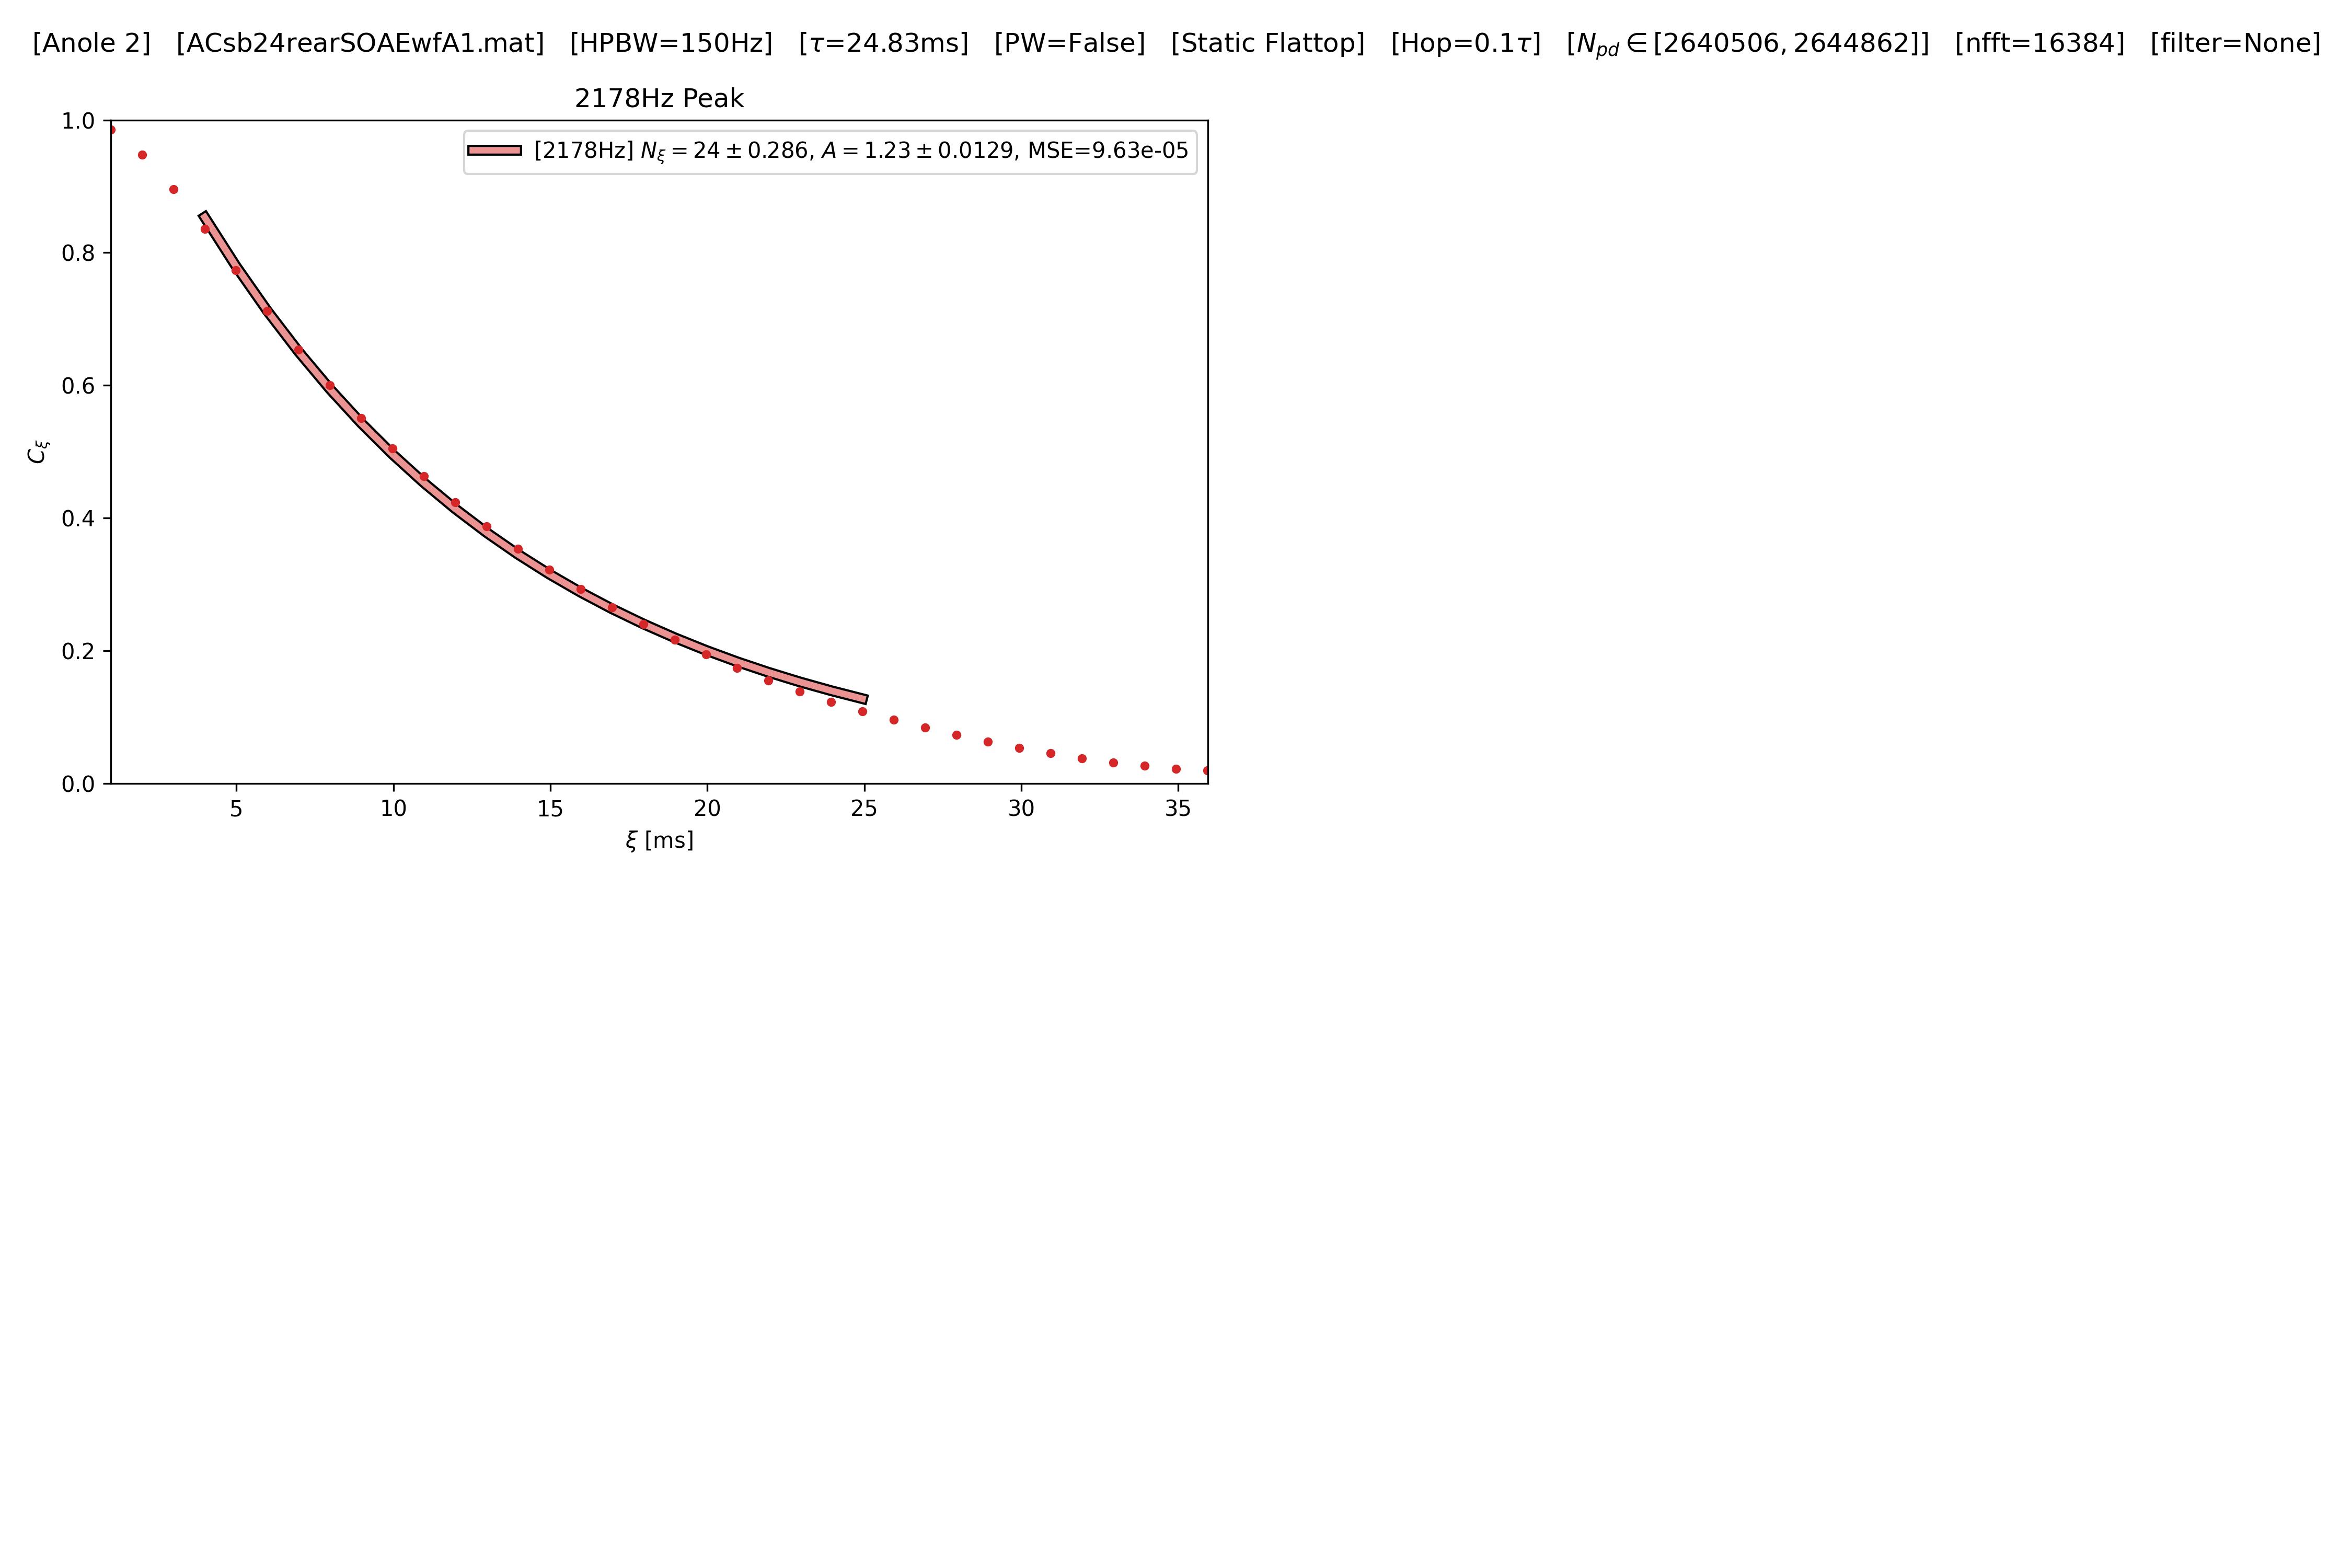 [Anole 2] [ACsb24rearSOAEwfA1.mat] [HPBW=150Hz] [τ=24.83ms] [PW=False] [Static Flattop] [Hop=0.1τ] [N_pd ∈ [2640506, 2644862]] [nfft=16384] [filter=None]
2178Hz Peak
[2178Hz] N_ξ = 24 ± 0.286, A = 1.23 ± 0.0129, MSE=9.63e-05
1.0
0.8
0.6
0.4
0.2
0.0
C_ξ
5 10 15 20 25 30 35
ξ [ms]